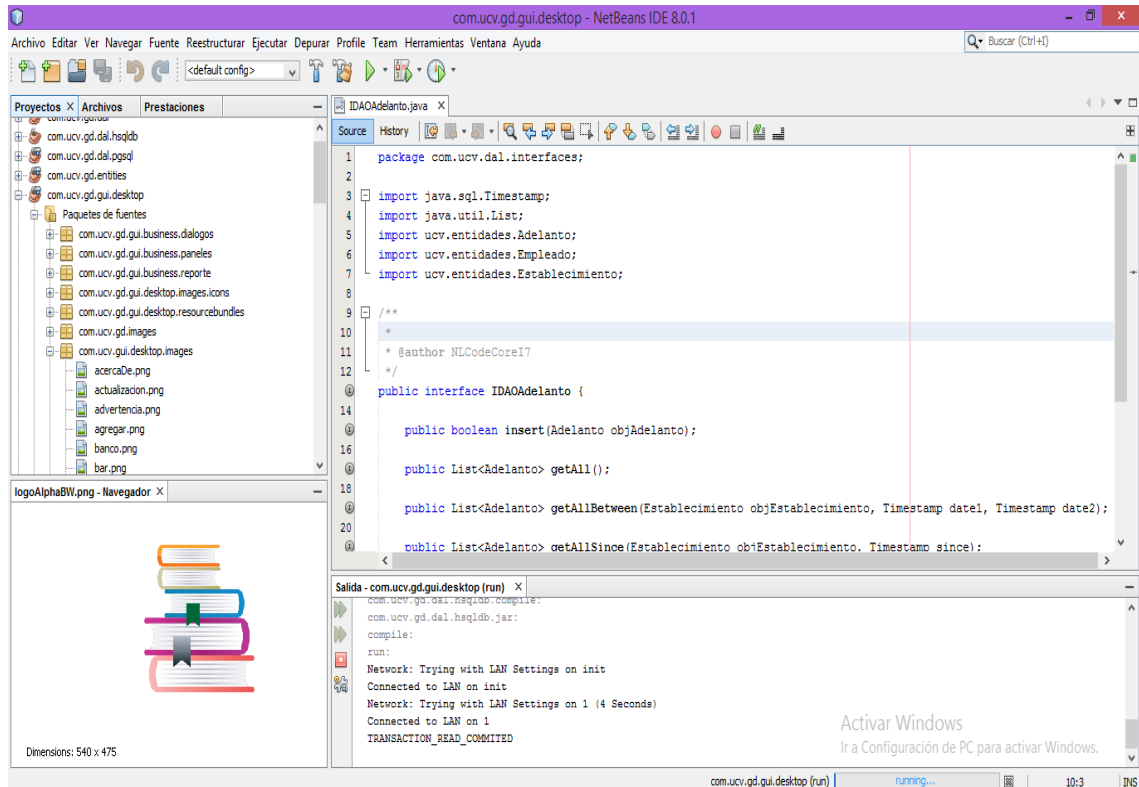 com.ucv.gd.gui.desktop - NetBeans IDE 8.0.1
Archivo Editar Ver Navegar Fuente Reestructurar Ejecutar Depurar Profile Team Herramientas Ventana Ayuda
Buscar (Ctrl+I)
<default config>
Proyectos Archivos Prestaciones
com.ucv.gd.dal.hsqldb
com.ucv.gd.dal.pgsql
com.ucv.gd.entities
com.ucv.gd.gui.desktop
Paquetes de fuentes
com.ucv.gd.gui.business.dialogos
com.ucv.gd.gui.business.paneles
com.ucv.gd.gui.business.reporte
com.ucv.gd.gui.desktop.images.icons
com.ucv.gd.gui.desktop.resourcebundles
com.ucv.gd.images
com.ucv.gui.desktop.images
acercaDe.png
actualizacion.png
advertencia.png
agregar.png
banco.png
bar.png
logoAlphaBW.png - Navegador
Dimensions: 540 x 475
IDAOAdelanto.java
Source History
1 package com.ucv.dal.interfaces;
2
3 import java.sql.Timestamp;
4 import java.util.List;
5 import ucv.entidades.Adelanto;
6 import ucv.entidades.Empleado;
7 import ucv.entidades.Establecimiento;
8
9 /**
10 *
11 * @author NLCodeCoreI7
12 */
public interface IDAOAdelanto {
14
public boolean insert(Adelanto objAdelanto);
16
public List<Adelanto> getAll();
18
public List<Adelanto> getAllBetween(Establecimiento objEstablecimiento, Timestamp date1, Timestamp date2);
20
public List<Adelanto> getAllSince(Establecimiento objEstablecimiento, Timestamp since);
Salida - com.ucv.gd.gui.desktop (run)
com.ucv.gd.dal.hsqldb.compile:
com.ucv.gd.dal.hsqldb.jar:
compile:
run:
Network: Trying with LAN Settings on init
Connected to LAN on init
Network: Trying with LAN Settings on 1 (4 Seconds)
Connected to LAN on 1
TRANSACTION_READ_COMMITED
Activar Windows
Ir a Configuración de PC para activar Windows.
com.ucv.gd.gui.desktop (run) running... 10:3 INS